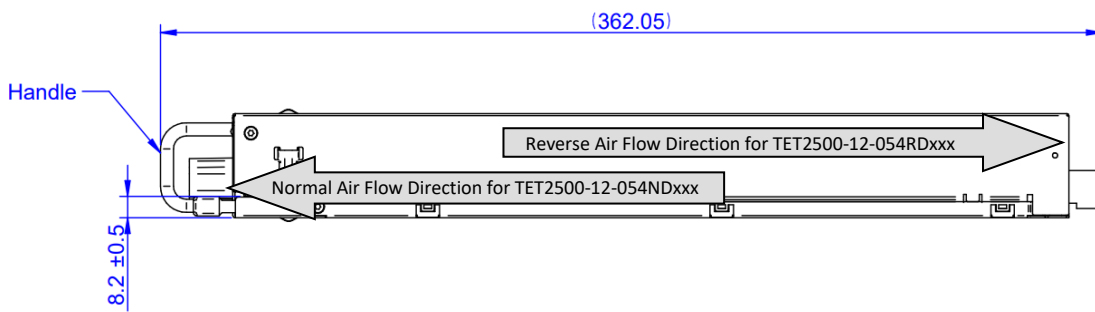 (362.05)
Handle
Reverse Air Flow Direction for TET2500-12-054RDxxx
Normal Air Flow Direction for TET2500-12-054NDxxx
8.2 ±0.5